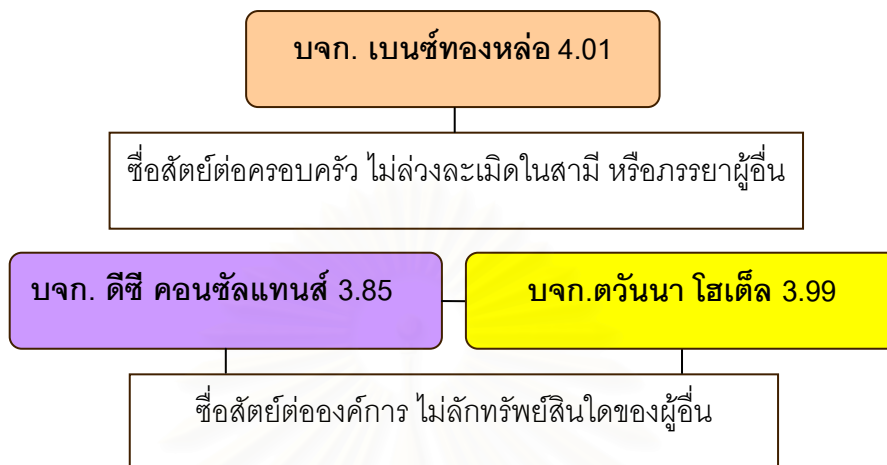 บจก. เบนซ์ทองหล่อ 4.01
ซื่อสัตย์ต่อครอบครัว ไม่ล่วงละเมิดในสามี หรือภรรยาผู้อื่น
บจก. ดีซี คอนซัลแทนส์ 3.85
บจก.ตวันนา โฮเต็ล 3.99
ซื่อสัตย์ต่อองค์การ ไม่ลักทรัพย์สินใดของผู้อื่น